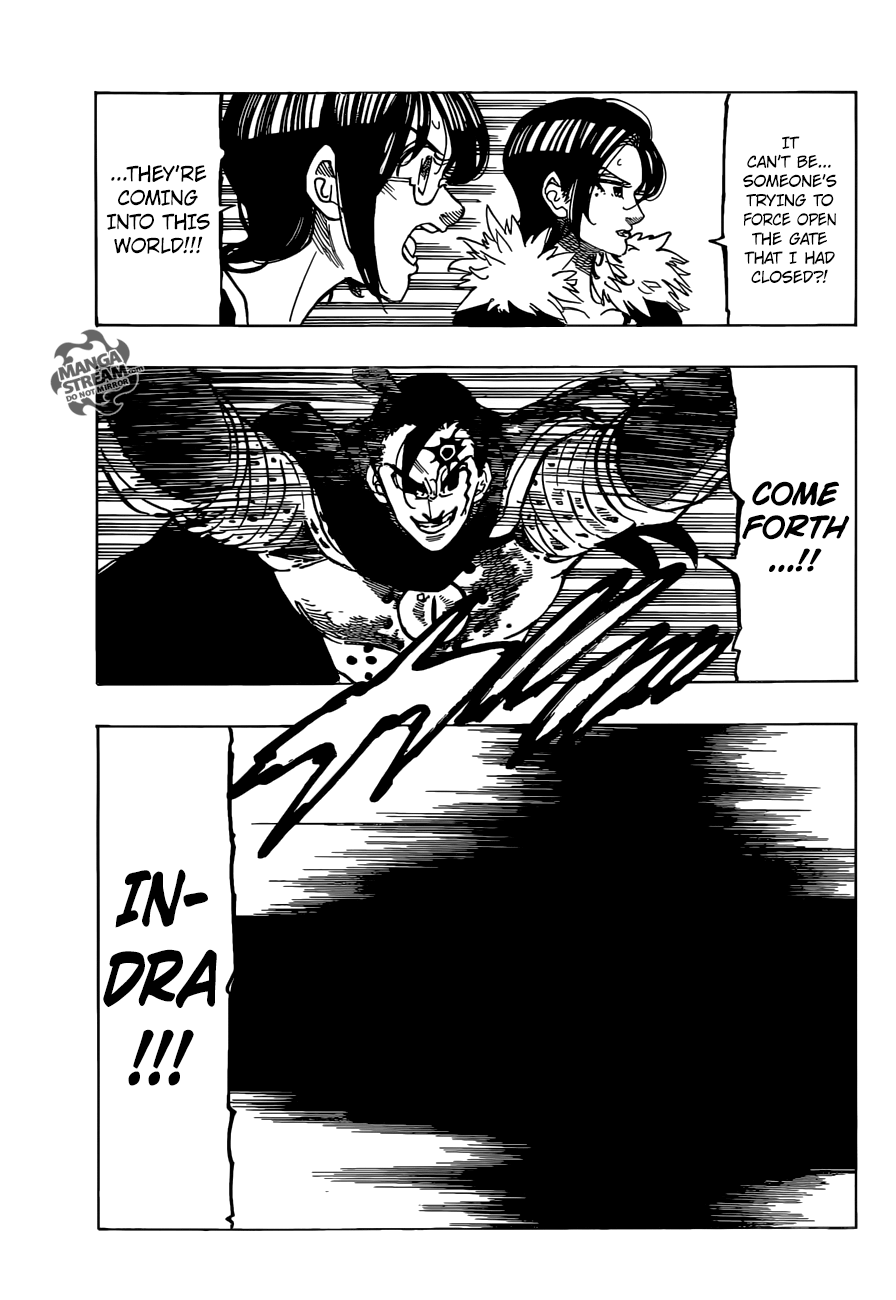 IT
CAN'T BE...
SOMEONE'S
TRYING TO
FORCE OPEN
THE GATE
THAT I HAD
CLOSED?!
...THEY'RE
COMING
INTO THIS
WORLD!!!
MANGA
STREAM.com
DO NOT MIRROR
COME
FORTH
...!!
IN-
DRA
!!!